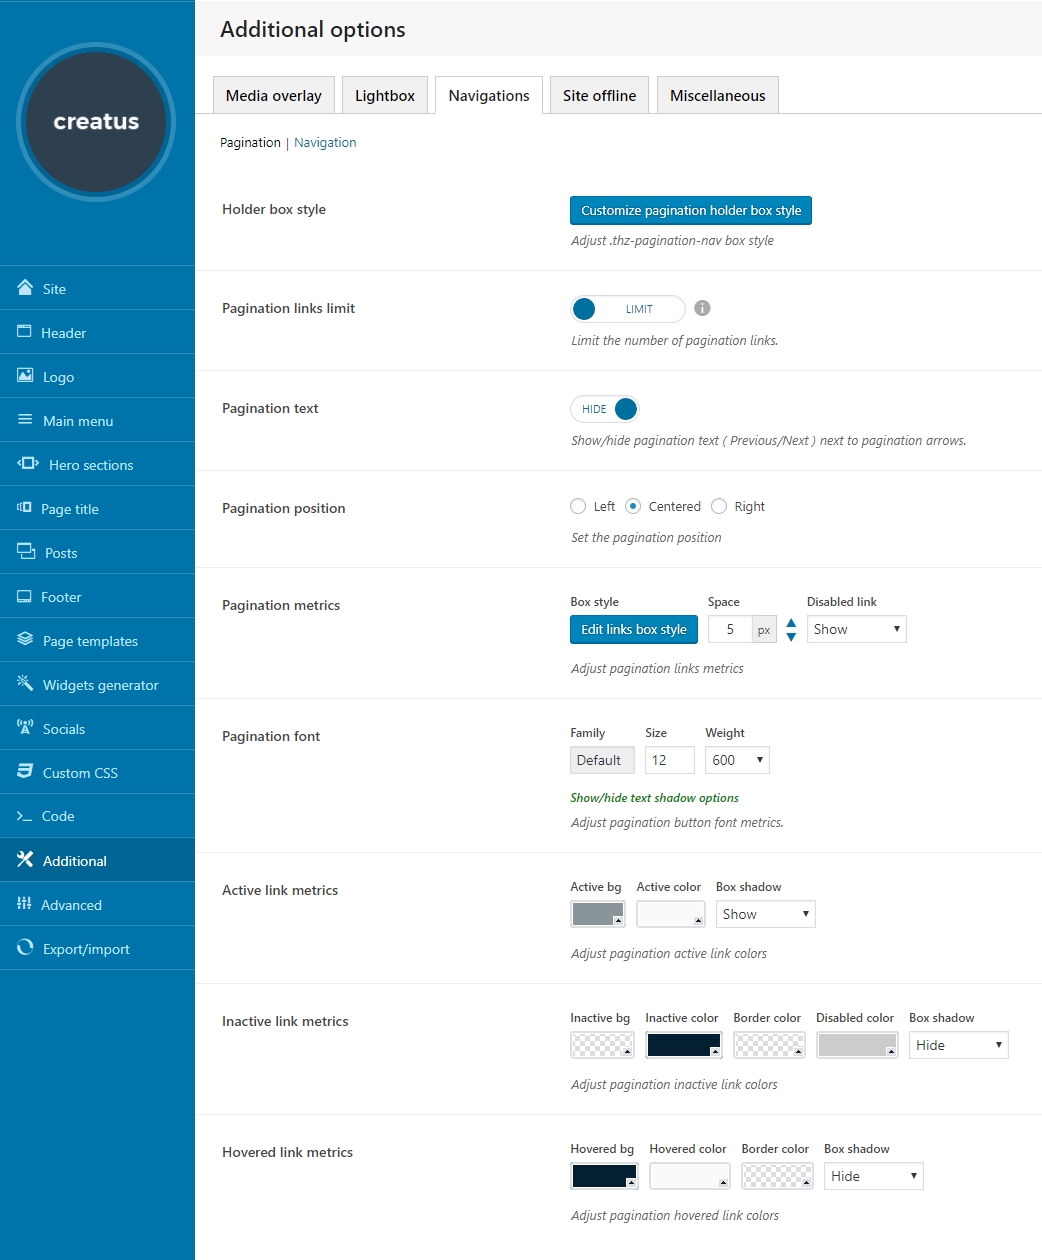 creatus
Site
Header
Logo
Main menu
Hero sections
Page title
Posts
Footer
Page templates
Widgets generator
Socials
Custom CSS
Code
Additional
Advanced
Export/import
Additional options
Media overlay Lightbox Navigations Site offline Miscellaneous
Pagination | Navigation
Holder box style
Customize pagination holder box style
Adjust .thz-pagination-nav box style
Pagination links limit
LIMIT
Limit the number of pagination links.
Pagination text
HIDE
Show/hide pagination text ( Previous/Next ) next to pagination arrows.
Pagination position
Left Centered Right
Set the pagination position
Pagination metrics
Box style Space Disabled link
Edit links box style 5 px Show
Adjust pagination links metrics
Pagination font
Family Size Weight
Default 12 600
Show/hide text shadow options
Adjust pagination button font metrics.
Active link metrics
Active bg Active color Box shadow
Show
Adjust pagination active link colors
Inactive link metrics
Inactive bg Inactive color Border color Disabled color Box shadow
Hide
Adjust pagination inactive link colors
Hovered link metrics
Hovered bg Hovered color Border color Box shadow
Hide
Adjust pagination hovered link colors